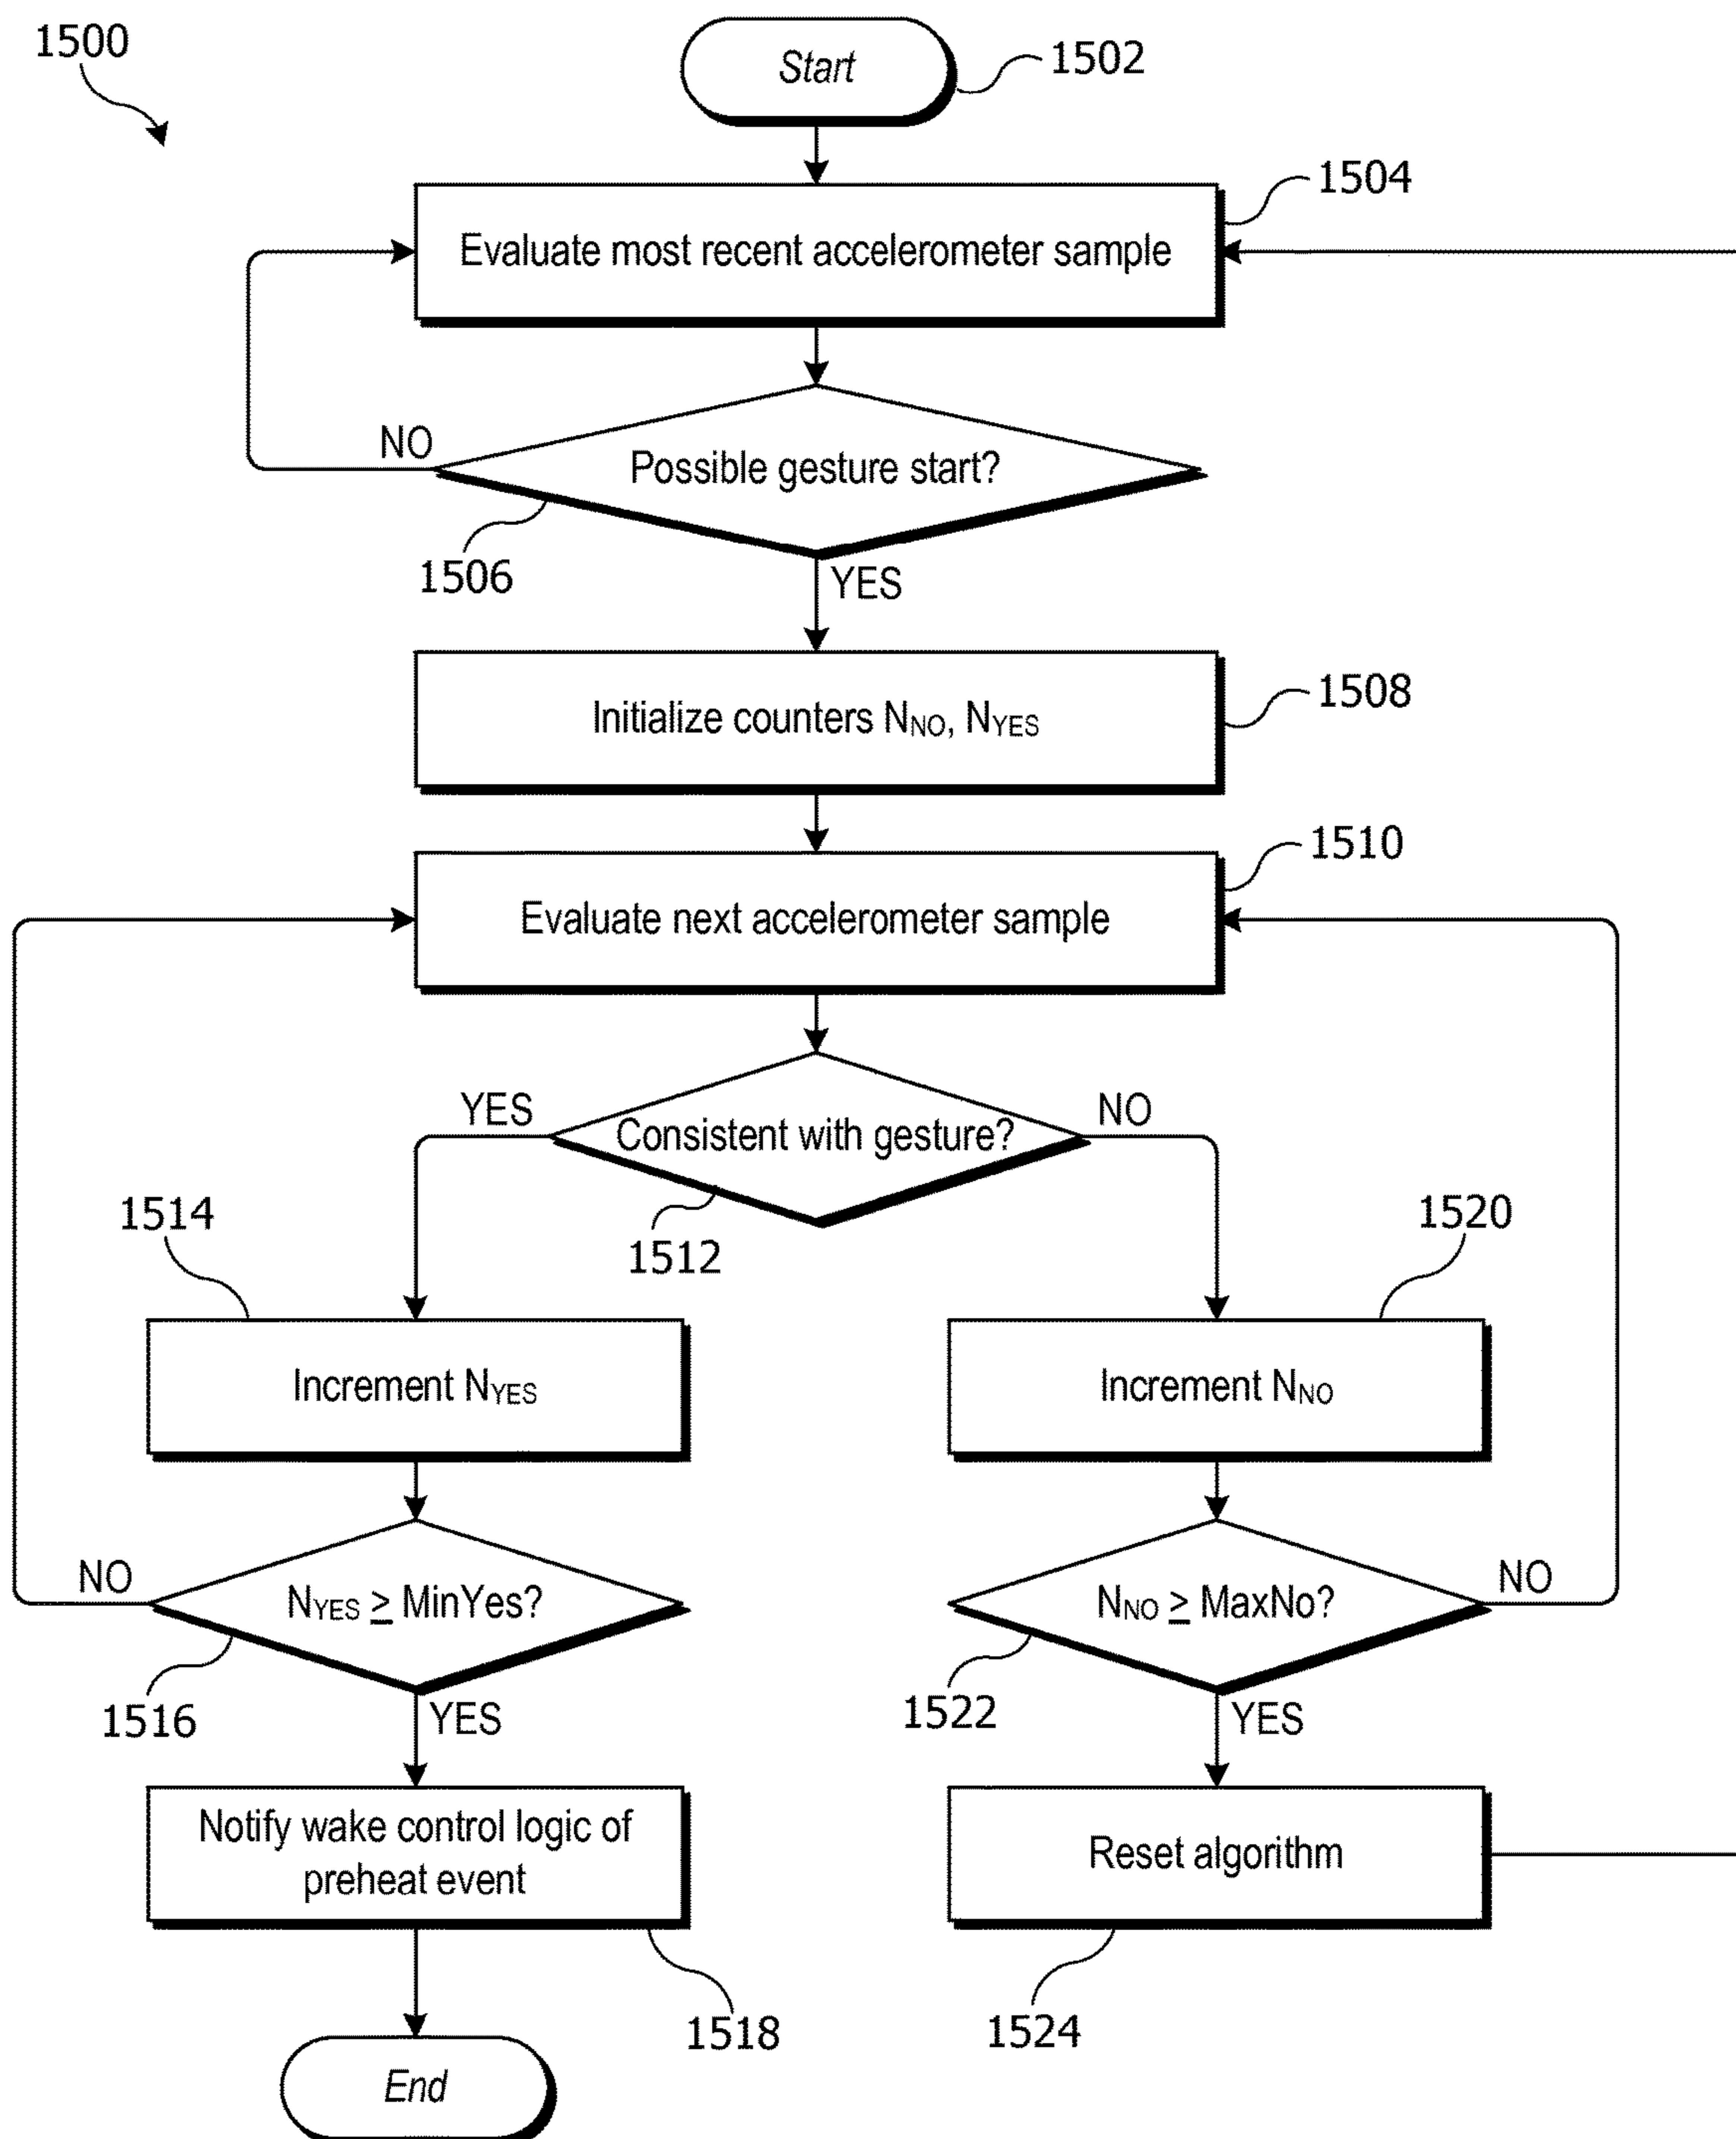 1500
Start
1502
1504
Evaluate most recent accelerometer sample
NO
Possible gesture start?
1506
YES
Initialize counters NNO, NYES
1508
1510
Evaluate next accelerometer sample
YES
NO
Consistent with gesture?
1514
1512
1520
Increment NYES
Increment NNO
NO
NYES ≥ MinYes?
NNO ≥ MaxNo?
NO
1516
YES
1522
YES
Notify wake control logic of
preheat event
Reset algorithm
1518
1524
End